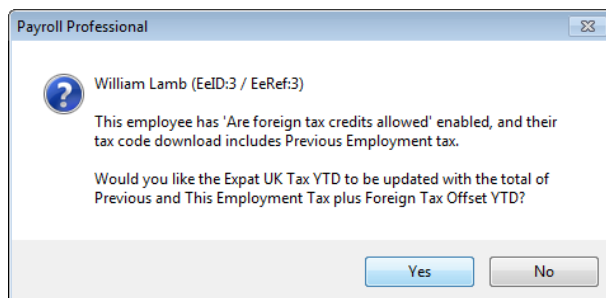 Payroll Professional
William Lamb (EeID:3 / EeRef:3)
This employee has 'Are foreign tax credits allowed' enabled, and their
tax code download includes Previous Employment tax.
Would you like the Expat UK Tax YTD to be updated with the total of
Previous and This Employment Tax plus Foreign Tax Offset YTD?
Yes
No